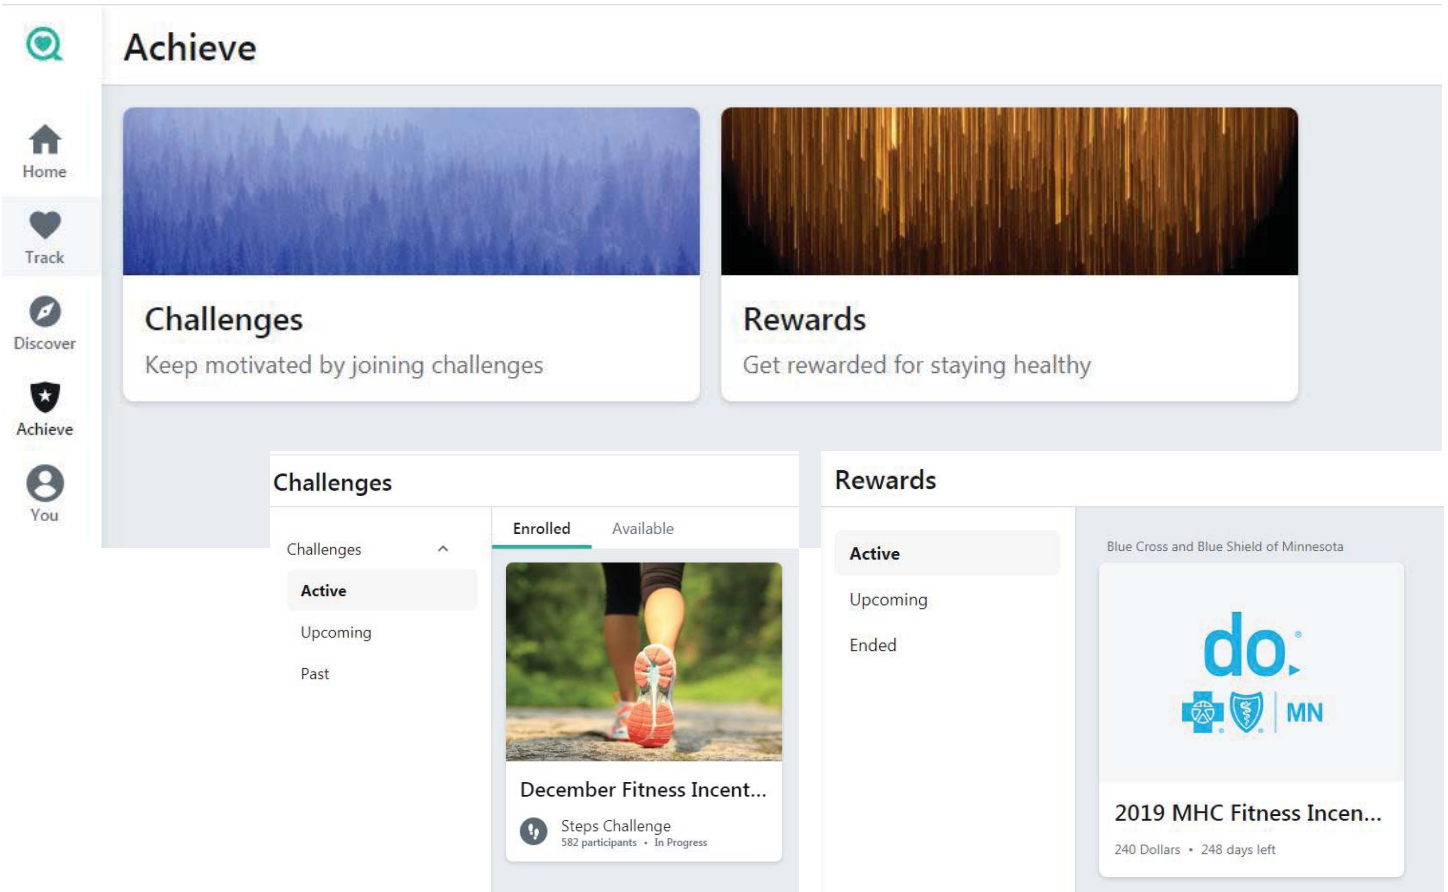 Achieve
Home
Track
Discover
Achieve
You
Challenges
Keep motivated by joining challenges
Rewards
Get rewarded for staying healthy
Challenges
Challenges
Active
Upcoming
Past
Enrolled Available
December Fitness Incent...
Steps Challenge
582 participants • In Progress
Rewards
Active
Upcoming
Ended
Blue Cross and Blue Shield of Minnesota
do.
MN
2019 MHC Fitness Incen...
240 Dollars • 248 days left